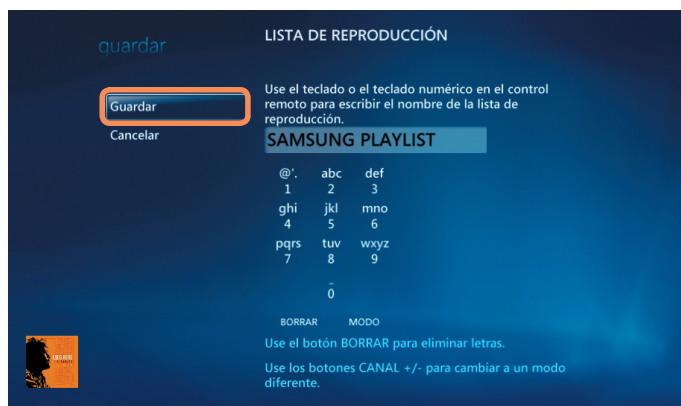 guardar
LISTA DE REPRODUCCIÓN
Guardar
Cancelar
Use el teclado o el teclado numérico en el control
remoto para escribir el nombre de la lista de
reproducción.
SAMSUNG PLAYLIST
@'. abc def
1 2 3
ghi jkl mno
4 5 6
pqrs tuv wxyz
7 8 9
_
0
BORRAR MODO
Use el botón BORRAR para eliminar letras.
Use los botones CANAL +/- para cambiar a un modo
diferente.